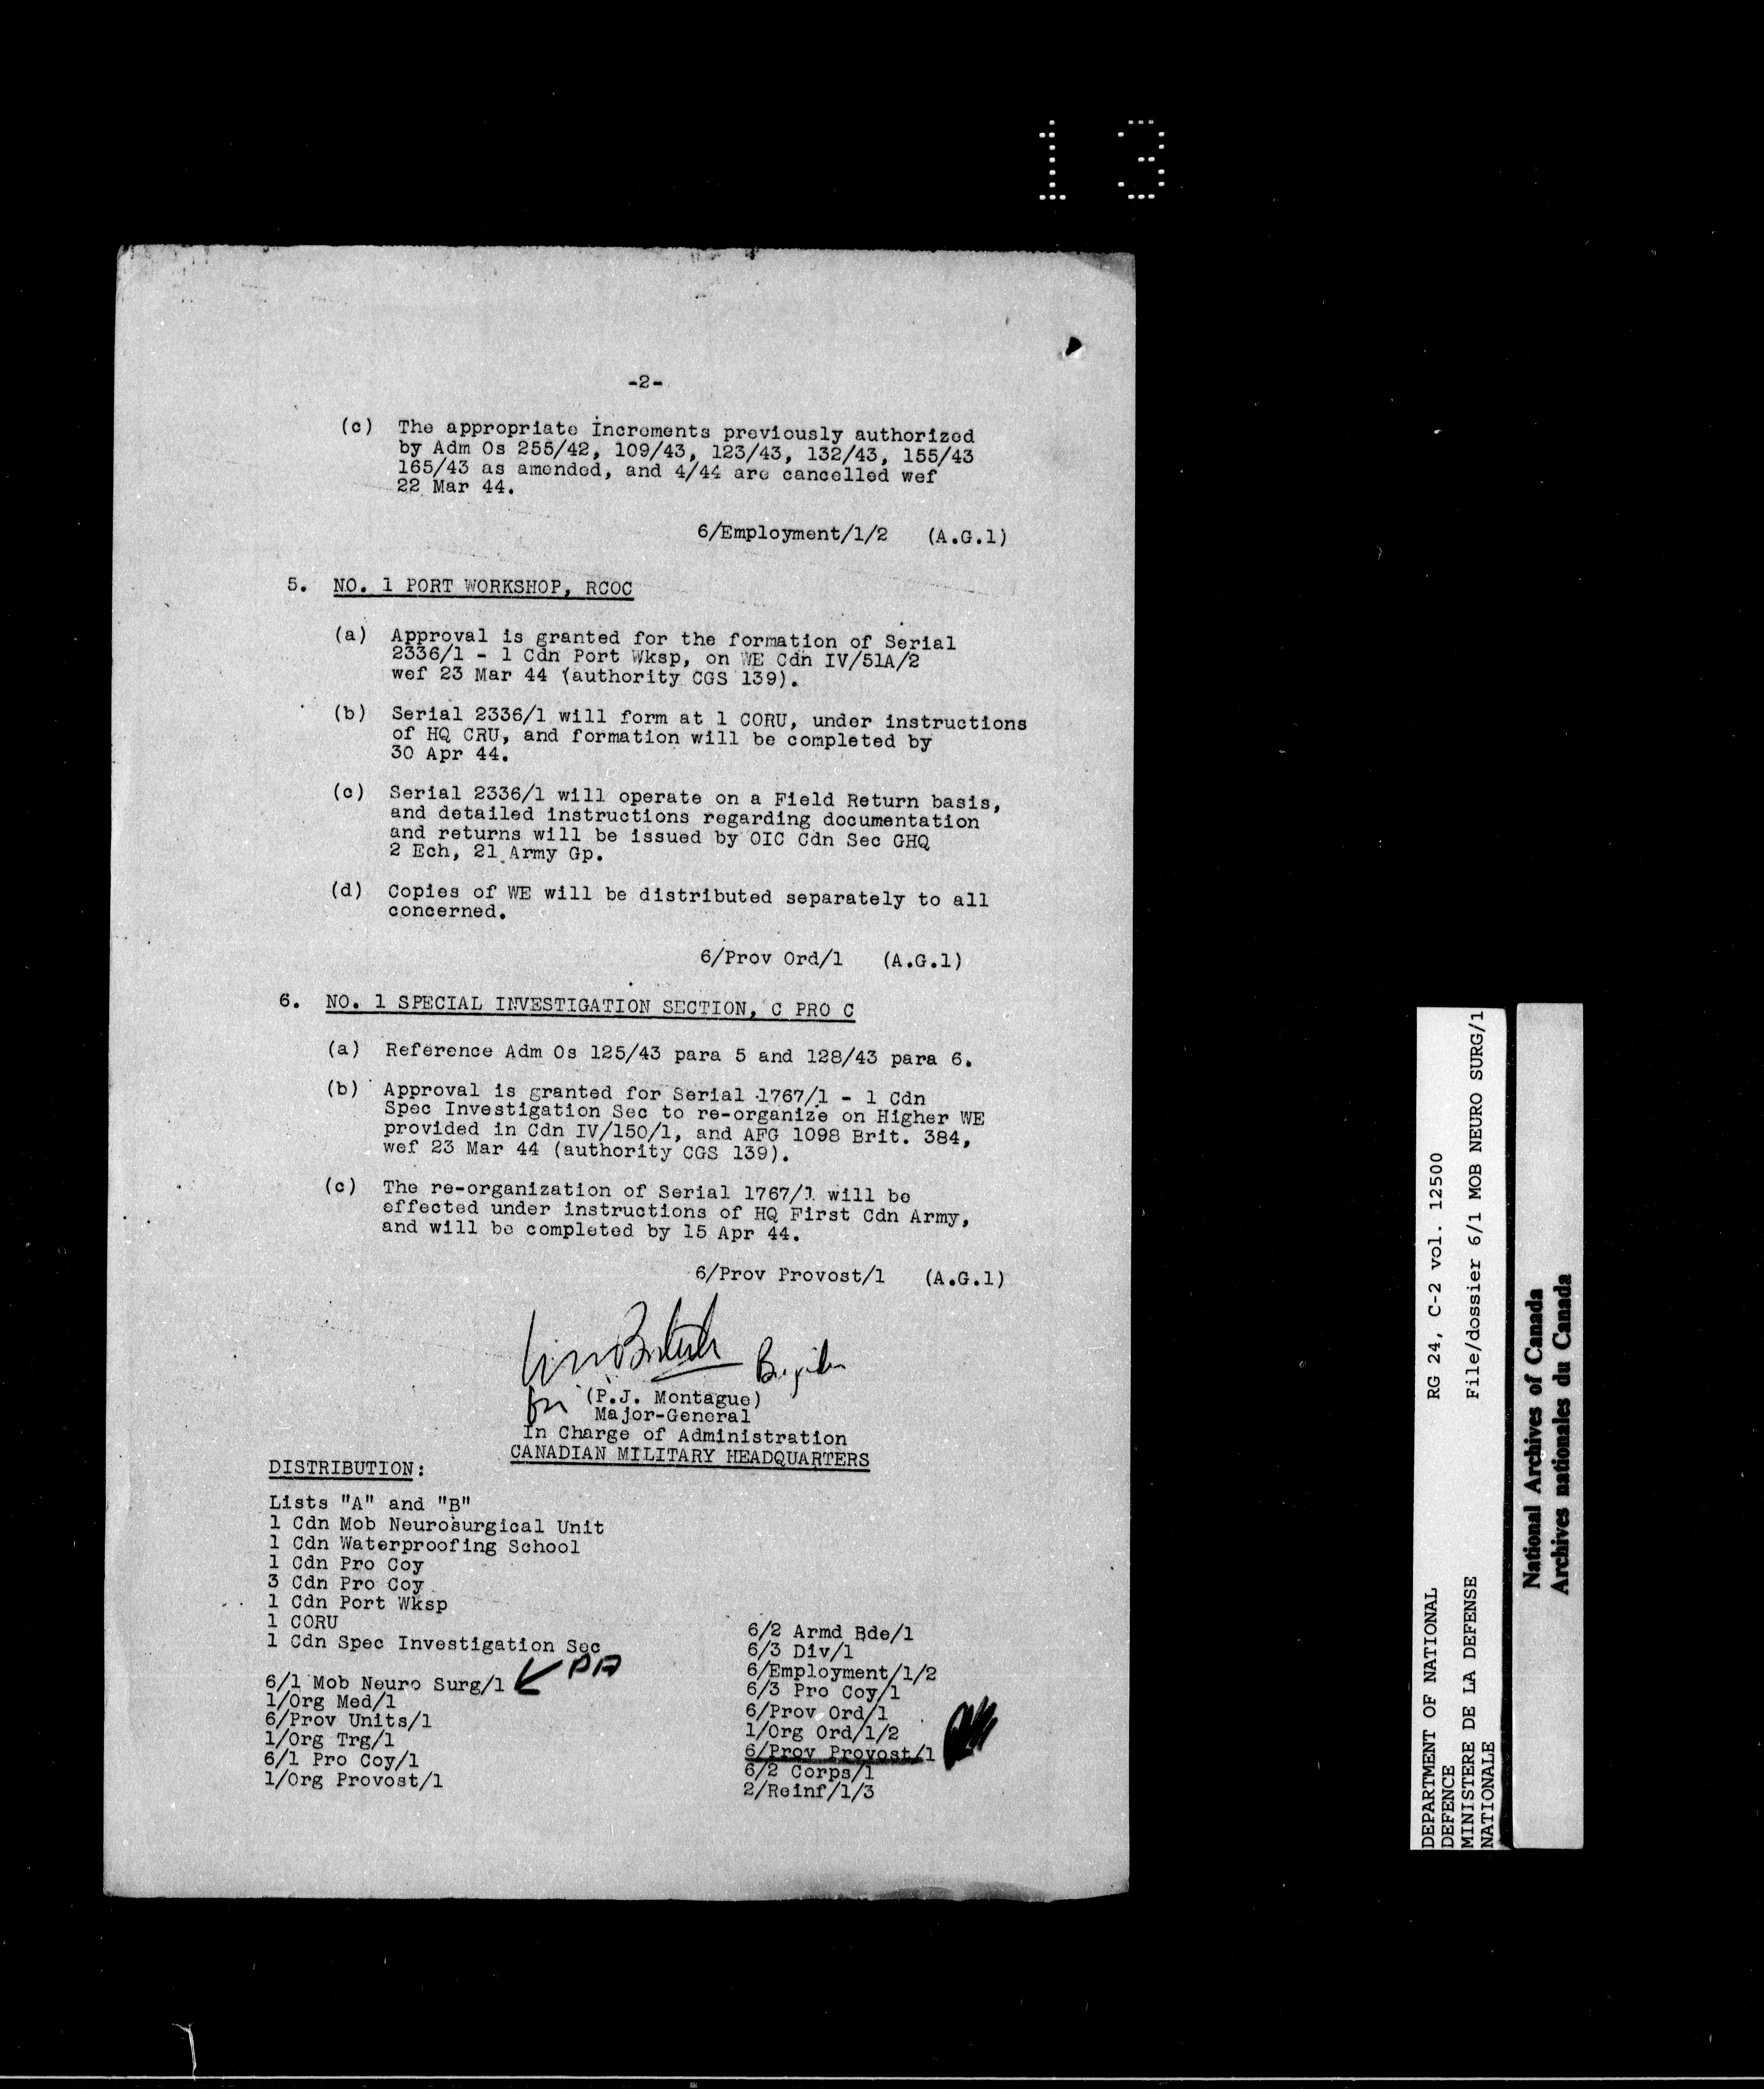 13
-2-
(c) The appropriate Increments previously authorized
by Adm Os 255/42, 109/43, 123/43, 132/43, 155/43
165/43 as amended, and 4/44 are cancelled wef
22 Mar 44.
6/Employment/1/2 (A.G.1)
5. NO. 1 PORT WORKSHOP, RCOC
(a) Approval is granted for the formation of Serial
2336/1 - 1 Cdn Port Wksp, on WE Cdn IV/51A/2
wef 23 Mar 44 (authority CGS 139).
(b) Serial 2336/1 will form at 1 CORU, under instructions
of HQ CRU, and formation will be completed by
30 Apr 44.
(c) Serial 2336/1 will operate on a Field Return basis,
and detailed instructions regarding documentation
and returns will be issued by OIC Cdn Sec GHQ
2 Ech, 21 Army Gp.
(d) Copies of WE will be distributed separately to all
concerned.
6/Prov Ord/1 (A.G.1)
6. NO. 1 SPECIAL INVESTIGATION SECTION, C PRO C
(a) Reference Adm Os 125/43 para 5 and 128/43 para 6.
(b) Approval is granted for Serial 1767/1 - 1 Cdn
Spec Investigation Sec to re-organize on Higher WE
provided in Cdn IV/150/1, and AFG 1098 Brit. 384,
wef 23 Mar 44 (authority CGS 139).
(c) The re-organization of Serial 1767/1 will be
effected under instructions of HQ First Cdn Army,
and will be completed by 15 Apr 44.
6/Prov Provost/1 (A.G.1)
for (P.J. Montague)
Major-General
In Charge of Administration
CANADIAN MILITARY HEADQUARTERS
DISTRIBUTION:
Lists "A" and "B"
1 Cdn Mob Neurosurgical Unit
1 Cdn Waterproofing School
1 Cdn Pro Coy
3 Cdn Pro Coy
1 Cdn Port Wksp
1 CORU
1 Cdn Spec Investigation Sec
6/1 Mob Neuro Surg/1 PA
1/Org Med/1
6/Prov Units/1
1/Org Trg/1
6/1 Pro Coy/1
1/Org Provost/1
6/2 Armd Bde/1
6/3 Div/1
6/Employment/1/2
6/3 Pro Coy/1
6/Prov Ord/1
1/Org Ord/1/2
6/Prov Provost/1
6/2 Corps/1
2/Reinf/1/3
DEPARTMENT OF NATIONAL RG 24, C-2 vol. 12500
DEFENCE
MINISTERE DE LA DEFENSE File/dossier 6/1 MOB NEURO SURG/1
NATIONALE
National Archives of Canada
Archives nationales du Canada